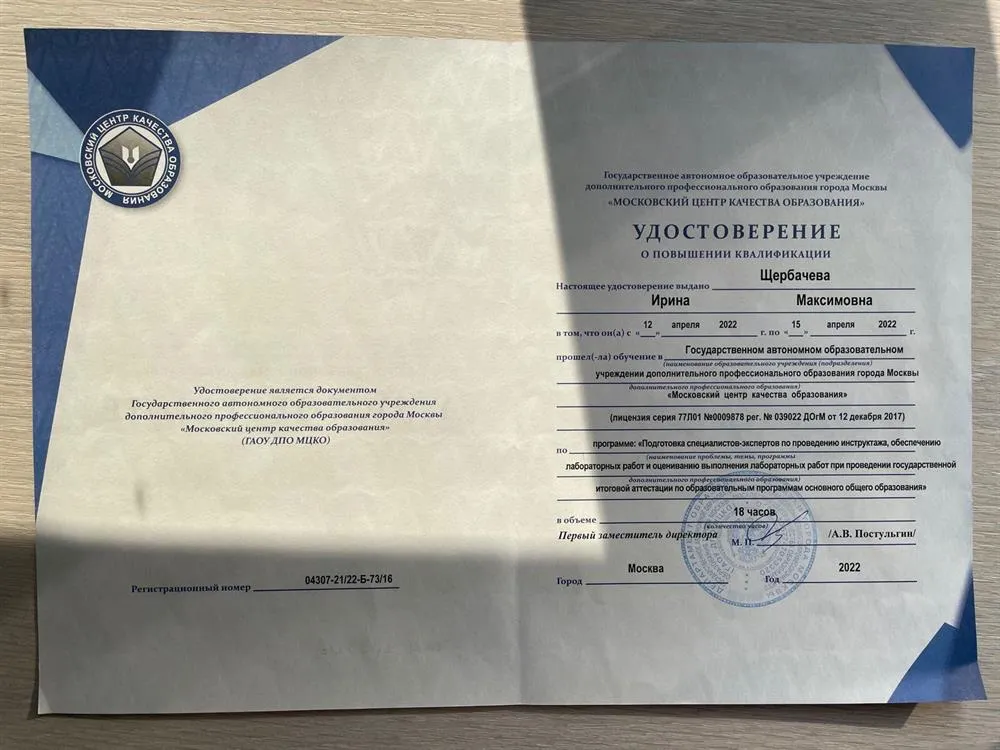 МОСКОВСКИЙ ЦЕНТР КАЧЕСТВА ОБРАЗОВАНИЯ
Удостоверение является документом
Государственного автономного образовательного учреждения
дополнительного профессионального образования города Москвы
«Московский центр качества образования»
(ГАОУ ДПО МЦКО)
Регистрационный номер 04307-21/22-Б-73/16
Государственное автономное образовательное учреждение
дополнительного профессионального образования города Москвы
«МОСКОВСКИЙ ЦЕНТР КАЧЕСТВА ОБРАЗОВАНИЯ»
УДОСТОВЕРЕНИЕ
О ПОВЫШЕНИИ КВАЛИФИКАЦИИ
Щербачева
Настоящее удостоверение выдано
Ирина Максимовна
в том, что он(а) с «12» апреля 2022 г. по «15» апреля 2022 г.
прошел(-ла) обучение в Государственном автономном образовательном
(наименование образовательного учреждения (подразделения)
учреждении дополнительного профессионального образования города Москвы
дополнительного профессионального образования)
«Московский центр качества образования»
(лицензия серия 77Л01 №0009878 рег. № 039022 ДОгМ от 12 декабря 2017)
по программе: «Подготовка специалистов-экспертов по проведению инструктажа, обеспечению
(наименование проблемы, темы, программы
лабораторных работ и оцениванию выполнения лабораторных работ при проведении государственной
дополнительного профессионального образования)
итоговой аттестации по образовательным программам основного общего образования»
в объеме 18 часов
(количество часов)
Первый заместитель директора М. П. /А.В. Постульгин/
Город Москва Год 2022